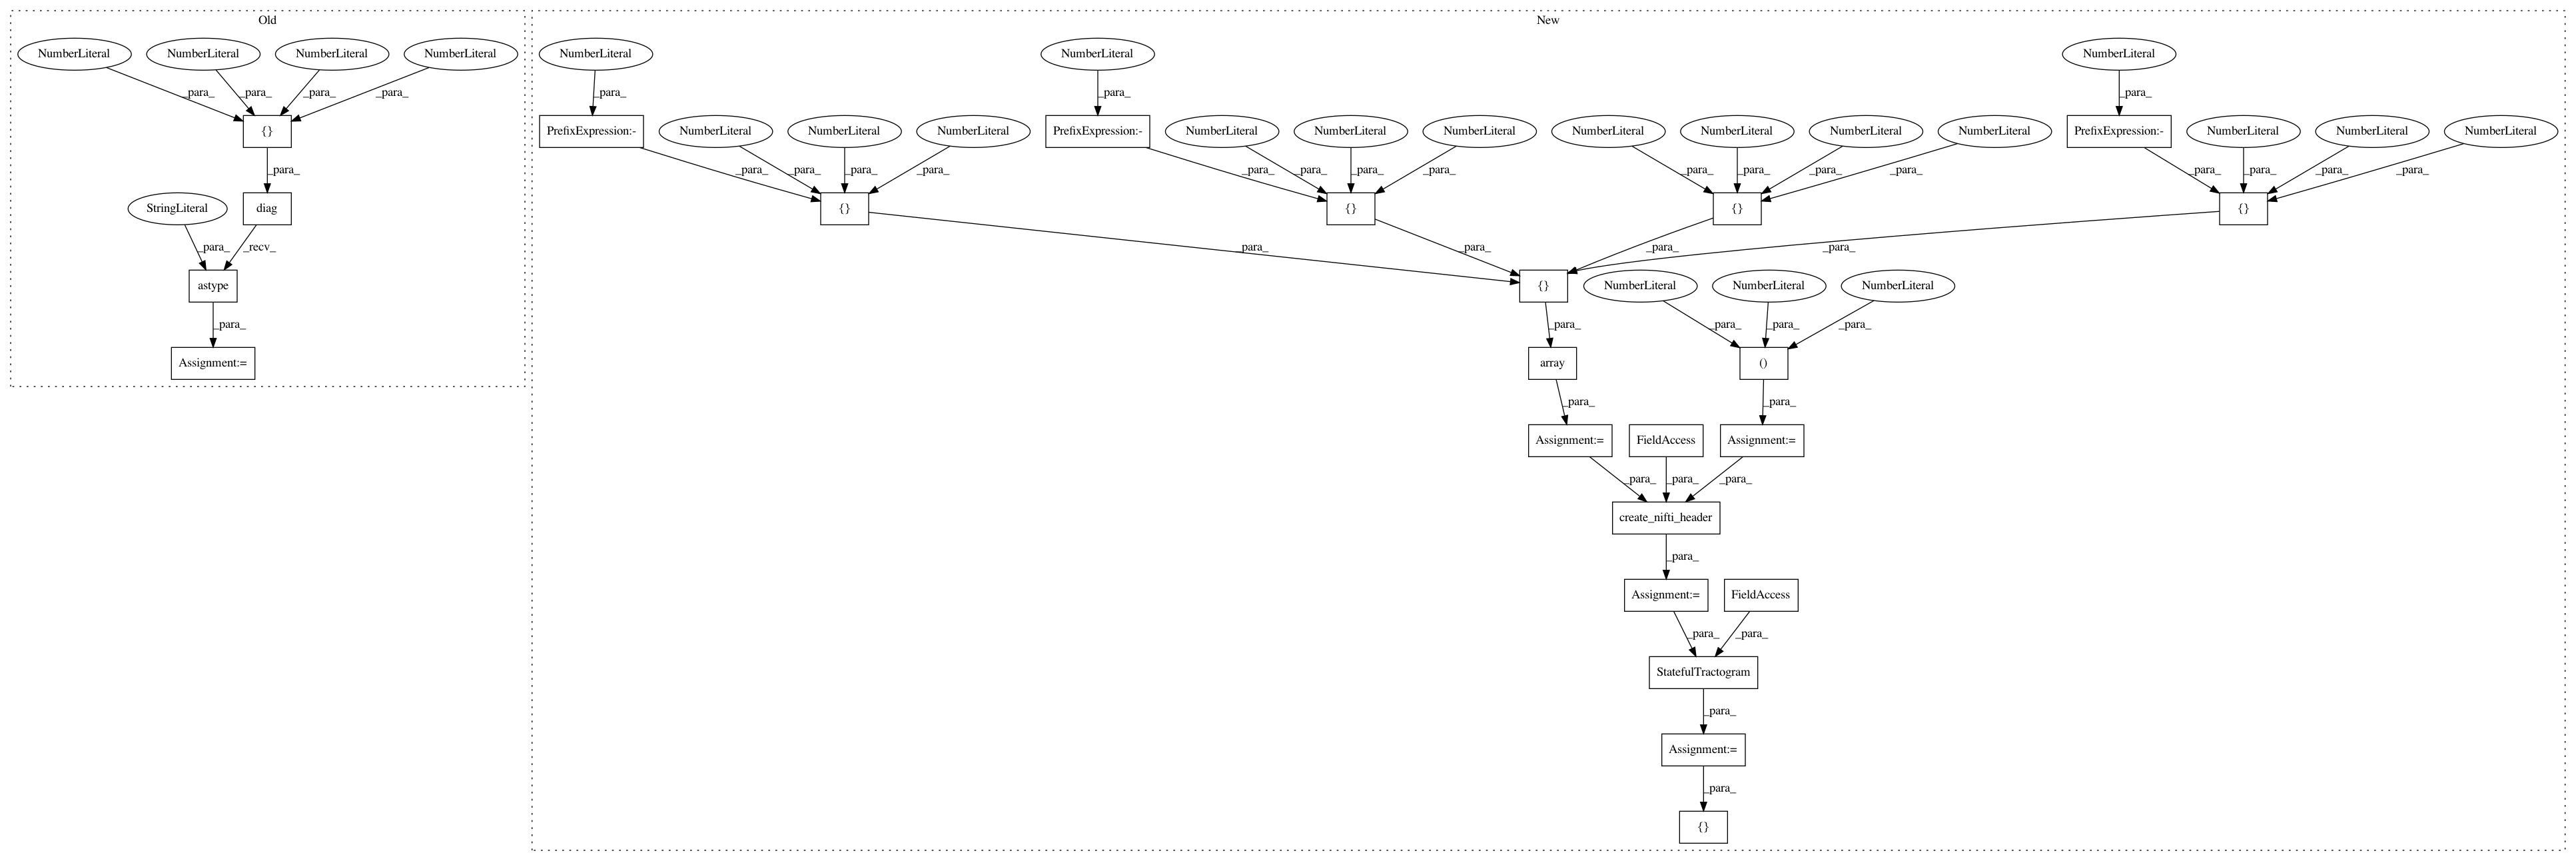 Old
New
NumberLiteral NumberLiteral NumberLiteral NumberLiteral NumberLiteral NumberLiteral NumberLiteral
_para_ _para_ _para_ _para_ _para_ _para_ _para_
{} PrefixExpression:- NumberLiteral NumberLiteral NumberLiteral PrefixExpression:- NumberLiteral NumberLiteral NumberLiteral NumberLiteral NumberLiteral NumberLiteral NumberLiteral PrefixExpression:- NumberLiteral NumberLiteral NumberLiteral
_para_ _para_ _para_ _para_ _para_ _para_ _para_ _para_ _para_ _para_ _para_ _para_ _para_ _para_ _para_ _para_ _para_
StringLiteral diag {} {} {} {}
_para_ _recv_ _para_ _para_ _para_ _para_
astype {} NumberLiteral NumberLiteral NumberLiteral
_para_ _para_ _para_ _para_ _para_
Assignment:= array ()
_para_ _para_
Assignment:= FieldAccess Assignment:=
_para_ _para_ _para_
create_nifti_header
_para_
Assignment:= FieldAccess
_para_ _para_
StatefulTractogram
_para_
Assignment:=
_para_
{}